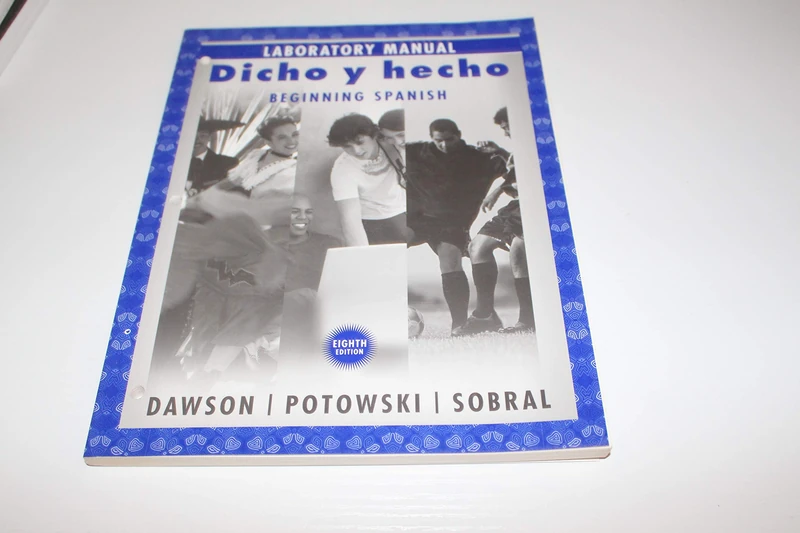 LABORATORY MANUAL
Dicho y hecho
BEGINNING SPANISH
EIGHTH
EDITION
DAWSON | POTOWSKI | SOBRAL